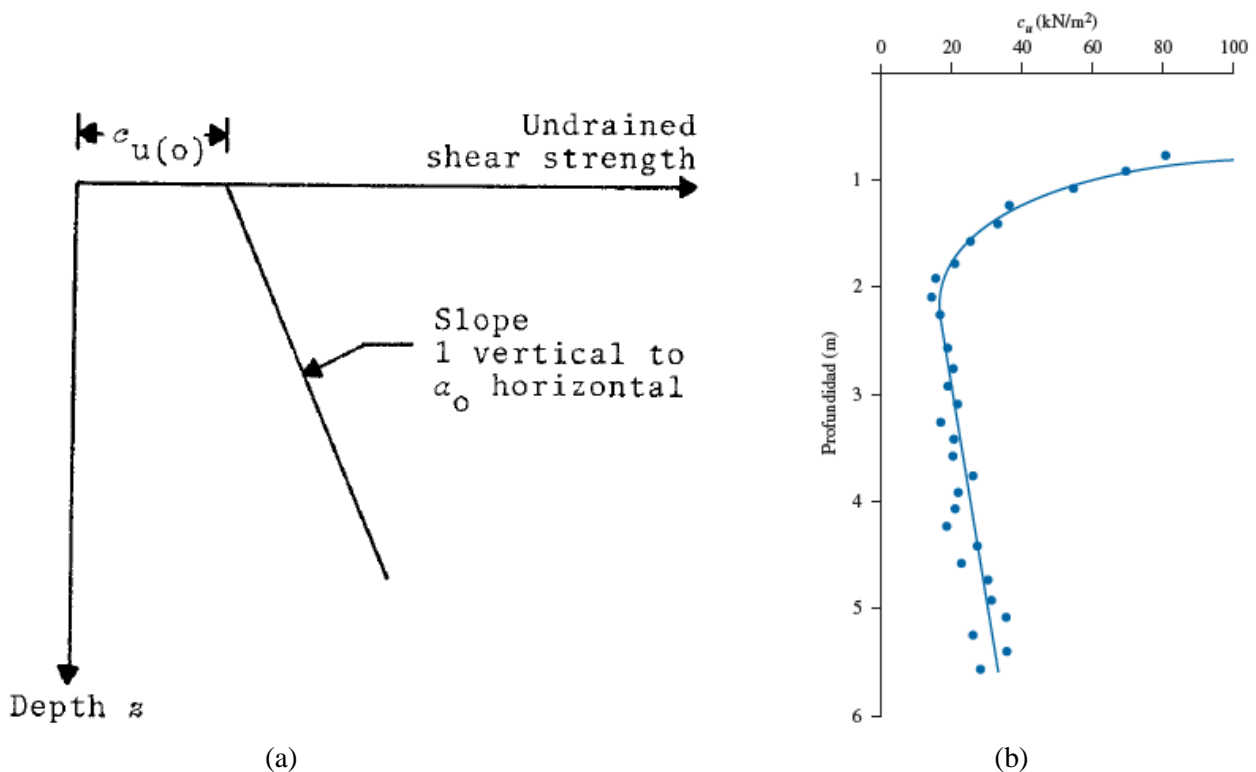 c u(o)
Undrained
shear strength
Slope
1 vertical to
a o horizontal
Depth z
(a)
c u (kN/m²)
0 20 40 60 80 100
1
2
3
4
5
6
Profundidad (m)
(b)